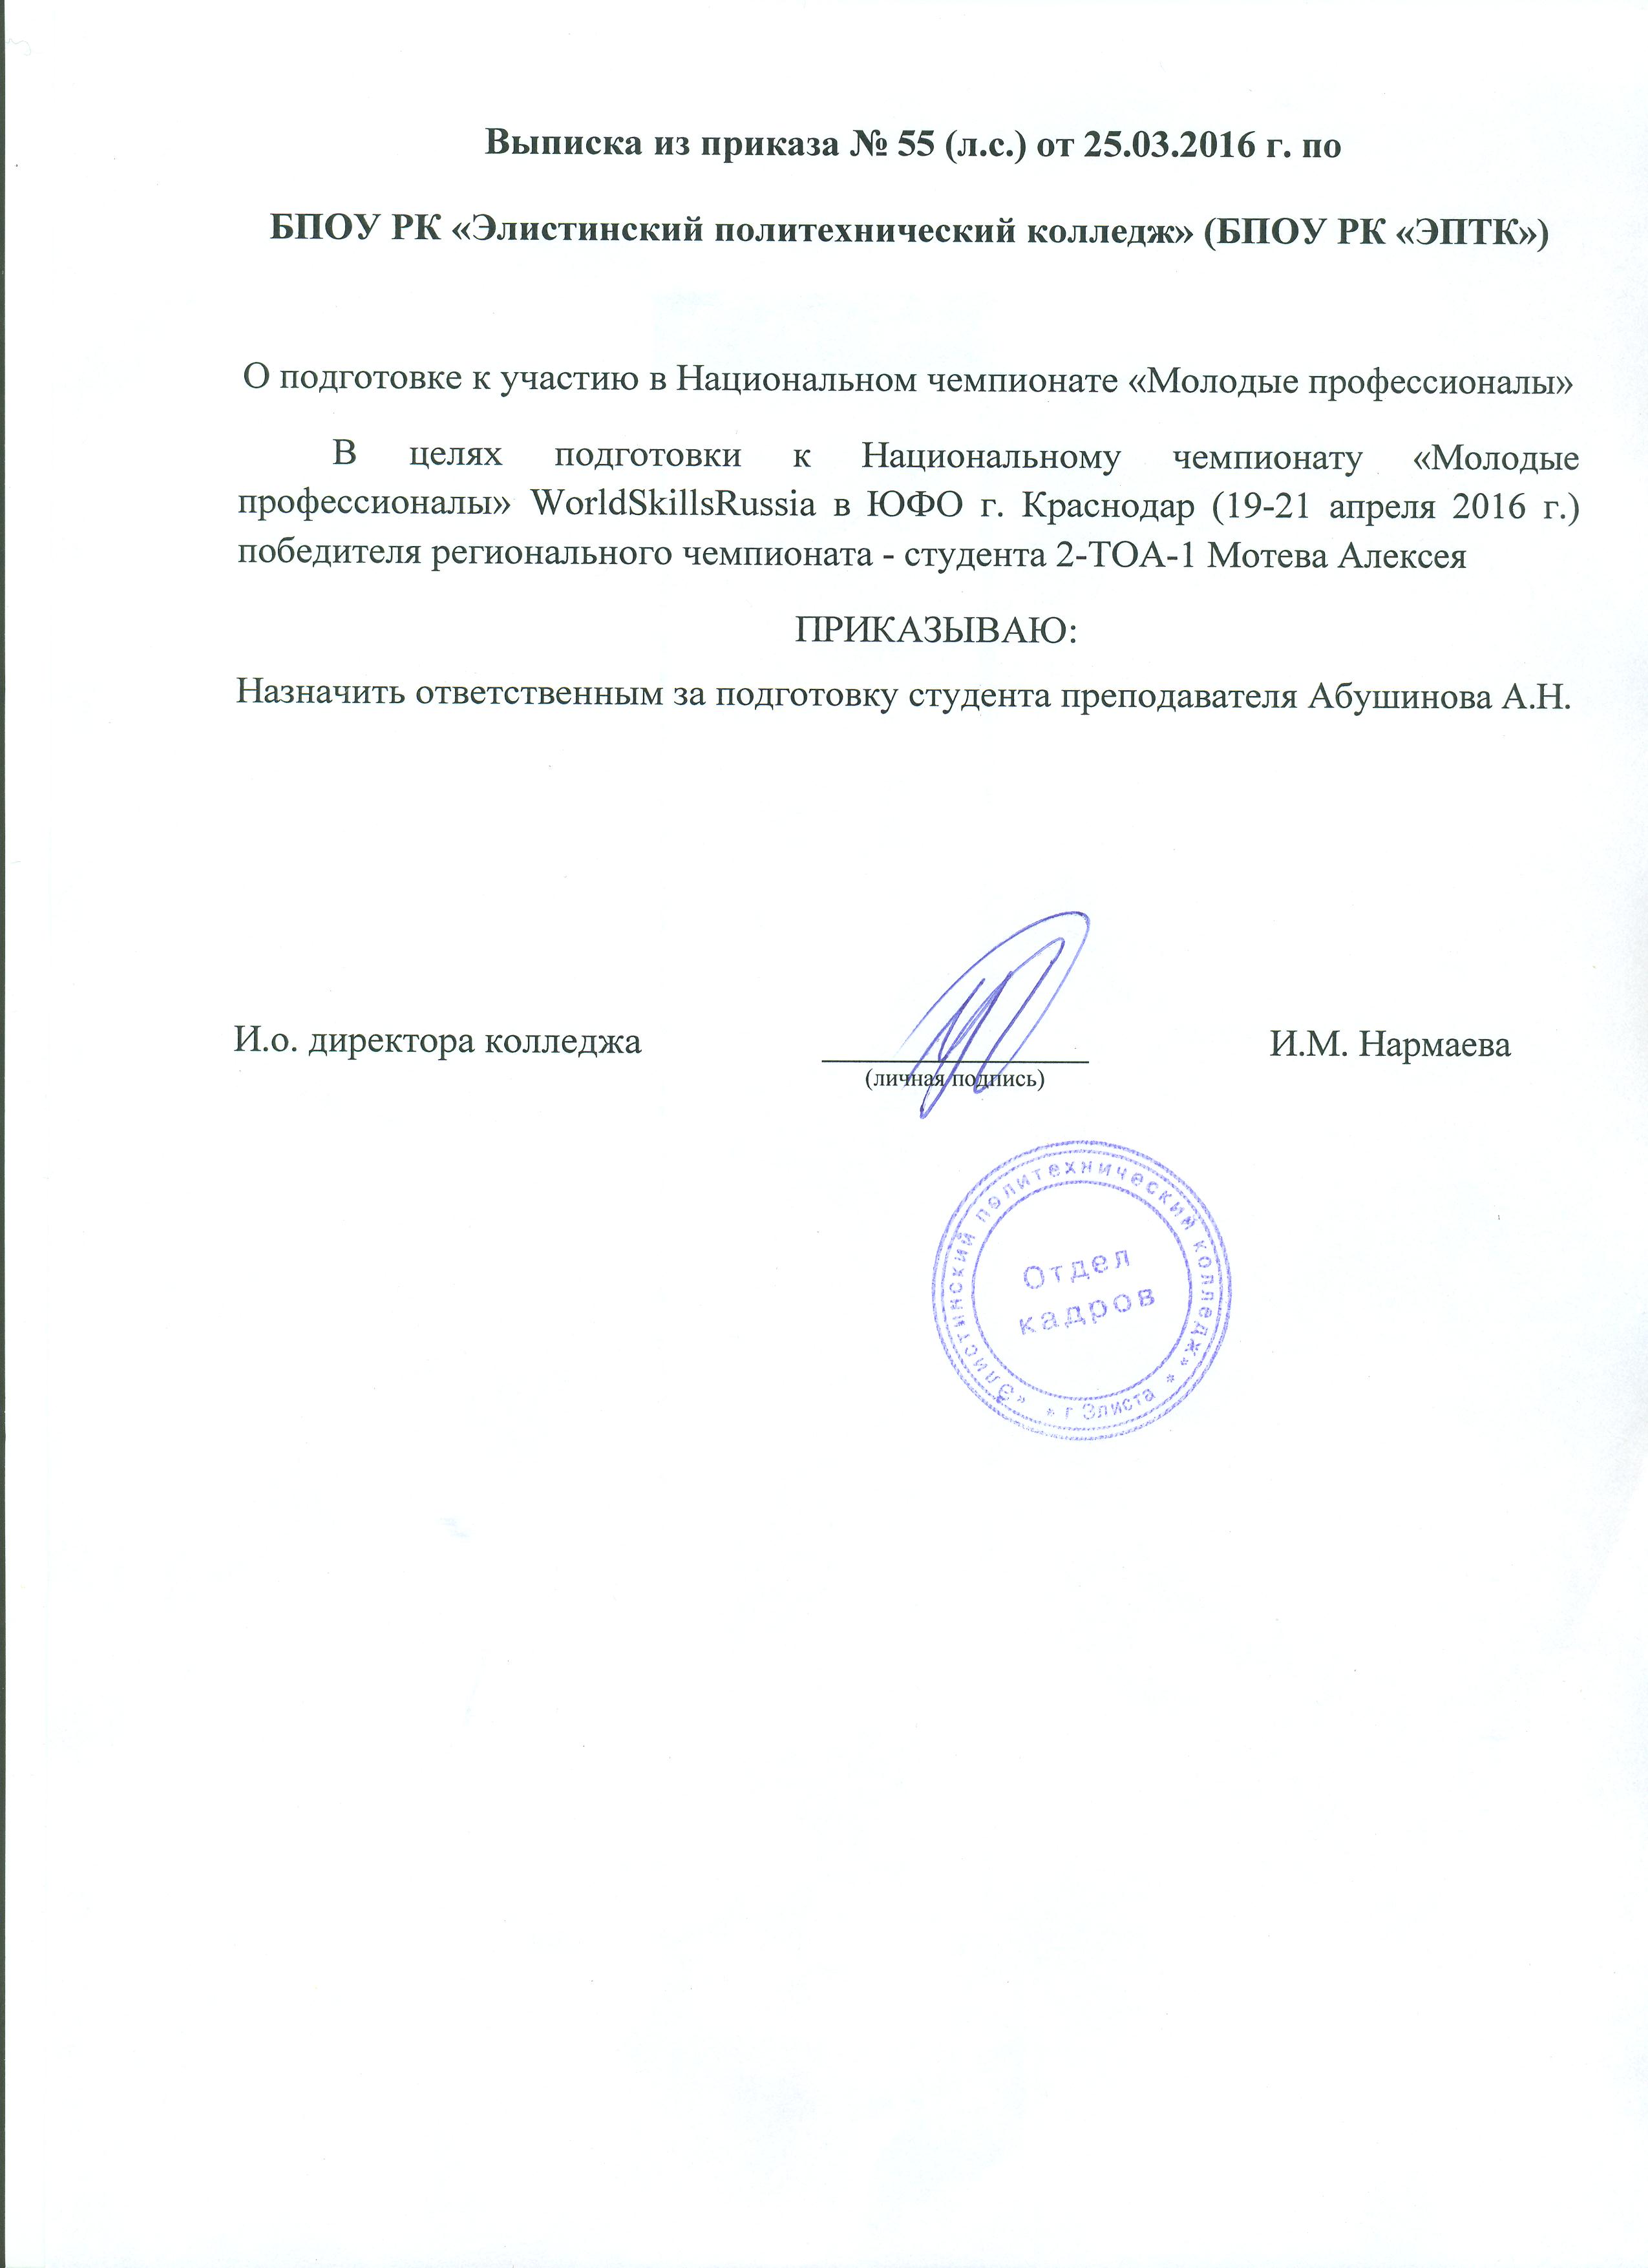 Выписка из приказа № 55 (л.с.) от 25.03.2016 г. по
БПОУ РК «Элистинский политехнический колледж» (БПОУ РК «ЭПТК»)
О подготовке к участию в Национальном чемпионате «Молодые профессионалы»
В целях подготовки к Национальному чемпионату «Молодые
профессионалы» WorldSkillsRussia в ЮФО г. Краснодар (19-21 апреля 2016 г.)
победителя регионального чемпионата - студента 2-ТОА-1 Мотева Алексея
ПРИКАЗЫВАЮ:
Назначить ответственным за подготовку студента преподавателя Абушинова А.Н.
И.о. директора колледжа И.М. Нармаева
(личная подпись)
«Элистинский политехнический колледж»
Отдел
кадров
* г Элиста *